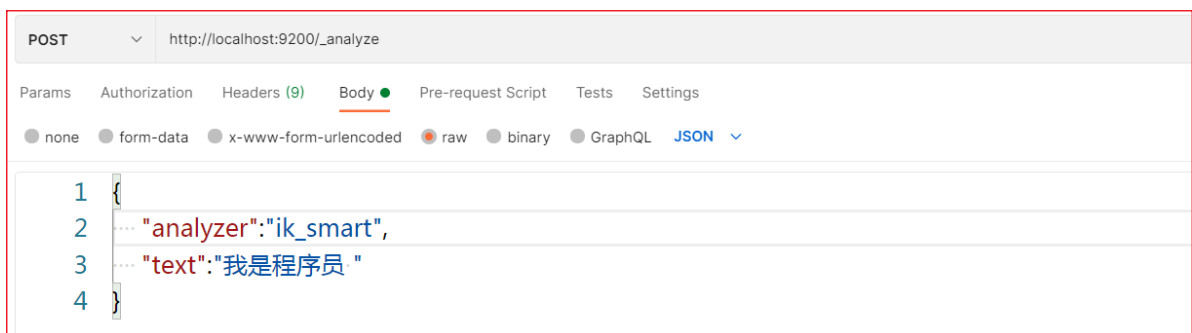 POST http://localhost:9200/_analyze
Params Authorization Headers (9) Body Pre-request Script Tests Settings
none form-data x-www-form-urlencoded raw binary GraphQL JSON
1 {
2 "analyzer":"ik_smart",
3 "text":"我是程序员 "
4 }